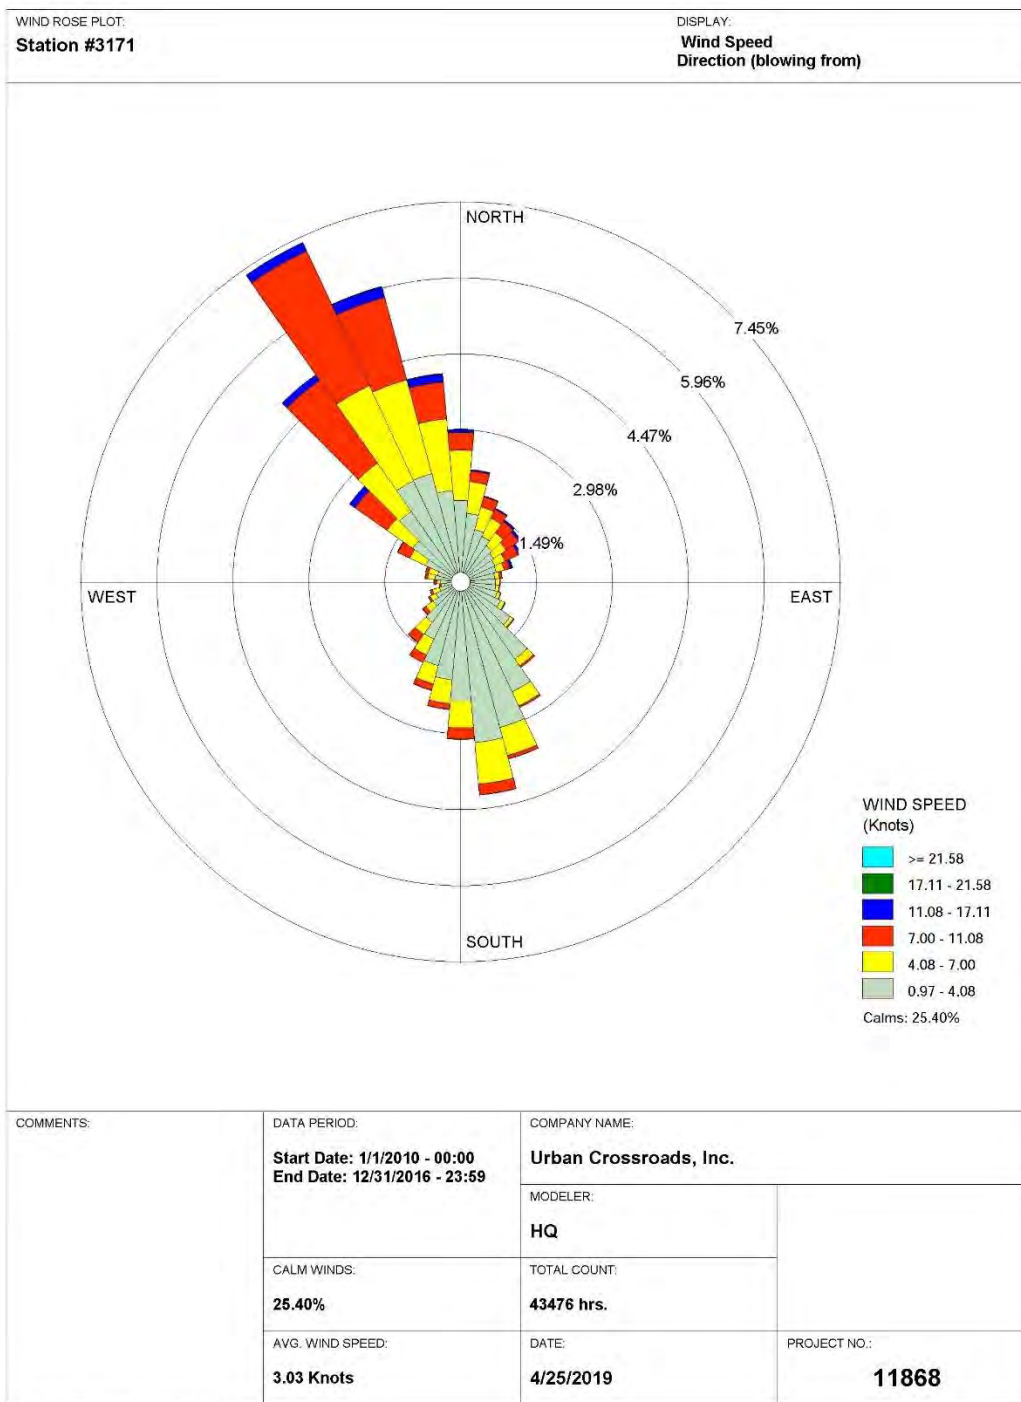 WIND ROSE PLOT:
Station #3171
DISPLAY:
Wind Speed
Direction (blowing from)
NORTH
7.45%
5.96%
4.47%
2.98%
1.49%
WEST
EAST
SOUTH
WIND SPEED
(Knots)
>= 21.58
17.11 - 21.58
11.08 - 17.11
7.00 - 11.08
4.08 - 7.00
0.97 - 4.08
Calms: 25.40%
COMMENTS:
DATA PERIOD:
Start Date: 1/1/2010 - 00:00
End Date: 12/31/2016 - 23:59
COMPANY NAME:
Urban Crossroads, Inc.
MODELER:
HQ
CALM WINDS:
25.40%
TOTAL COUNT:
43476 hrs.
AVG. WIND SPEED:
3.03 Knots
DATE:
4/25/2019
PROJECT NO.:
11868